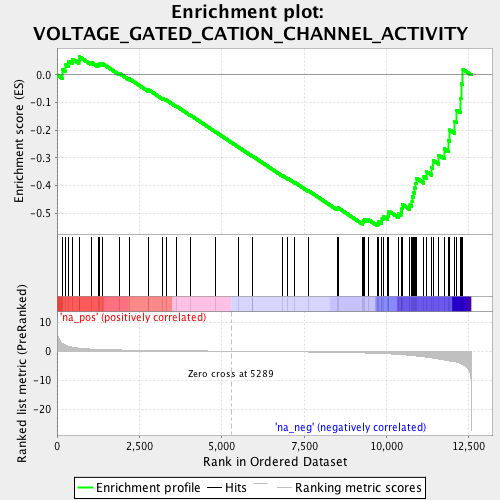 Enrichment plot:
VOLTAGE_GATED_CATION_CHANNEL_ACTIVITY
Enrichment score (ES)
0.0
-0.1
-0.2
-0.3
-0.4
-0.5
'na_pos' (positively correlated)
Ranked list metric (PreRanked)
10
5
0
-5
-10
-15
-20
Zero cross at 5289
'na_neg' (negatively correlated)
0
2,500
5,000
7,500
10,000
12,500
Rank in Ordered Dataset
Enrichment profile
Hits
Ranking metric scores